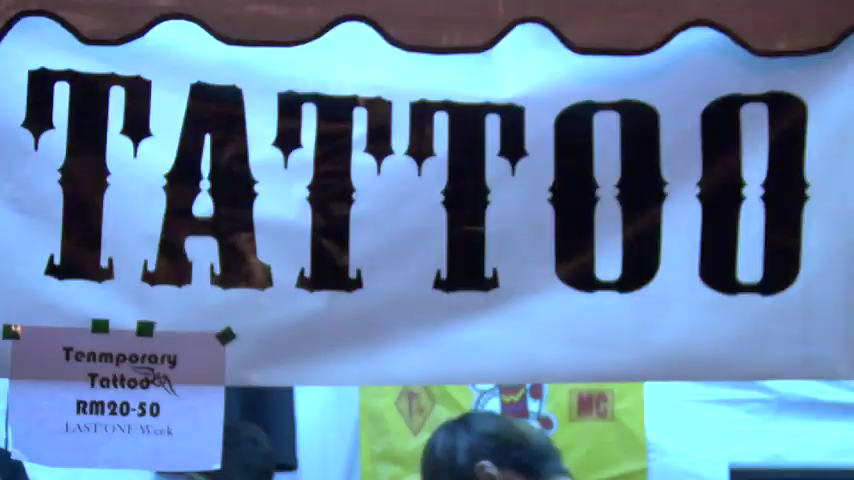 TATTOO
Tenmporary
Tattoo
RM20-50
LAST ONE Week
MC